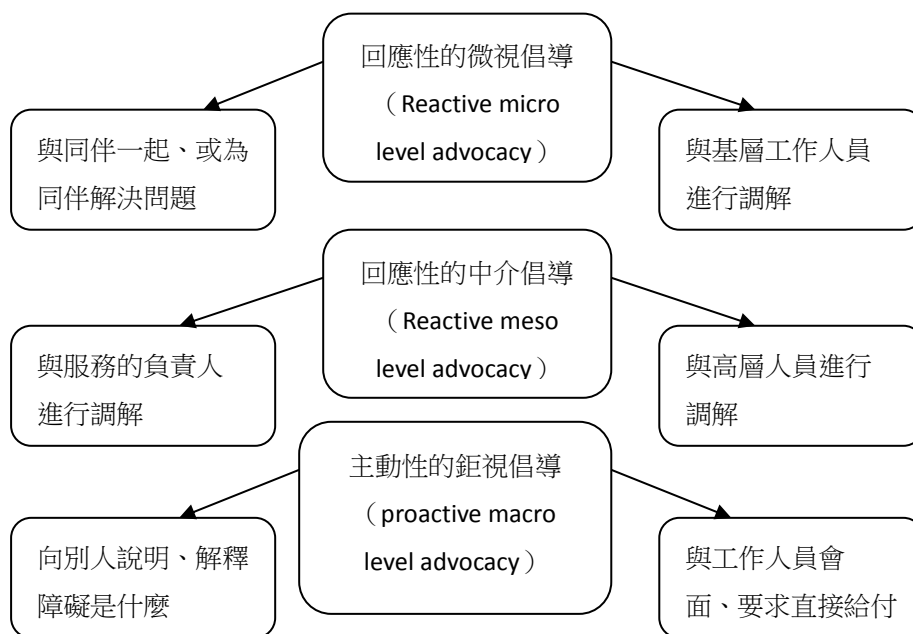 回應性的微視倡導
（Reactive micro
level advocacy）
與同伴一起、或為
同伴解決問題
與基層工作人員
進行調解
回應性的中介倡導
（Reactive meso
level advocacy）
與服務的負責人
進行調解
與高層人員進行
調解
主動性的鉅視倡導
（proactive macro
level advocacy）
向別人說明、解釋
障礙是什麼
與工作人員會
面、要求直接給付